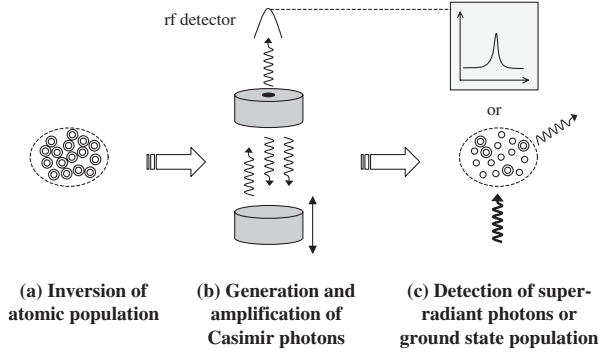 rf detector
or
(a) Inversion of
atomic population
(b) Generation and
amplification of
Casimir photons
(c) Detection of super-
radiant photons or
ground state population